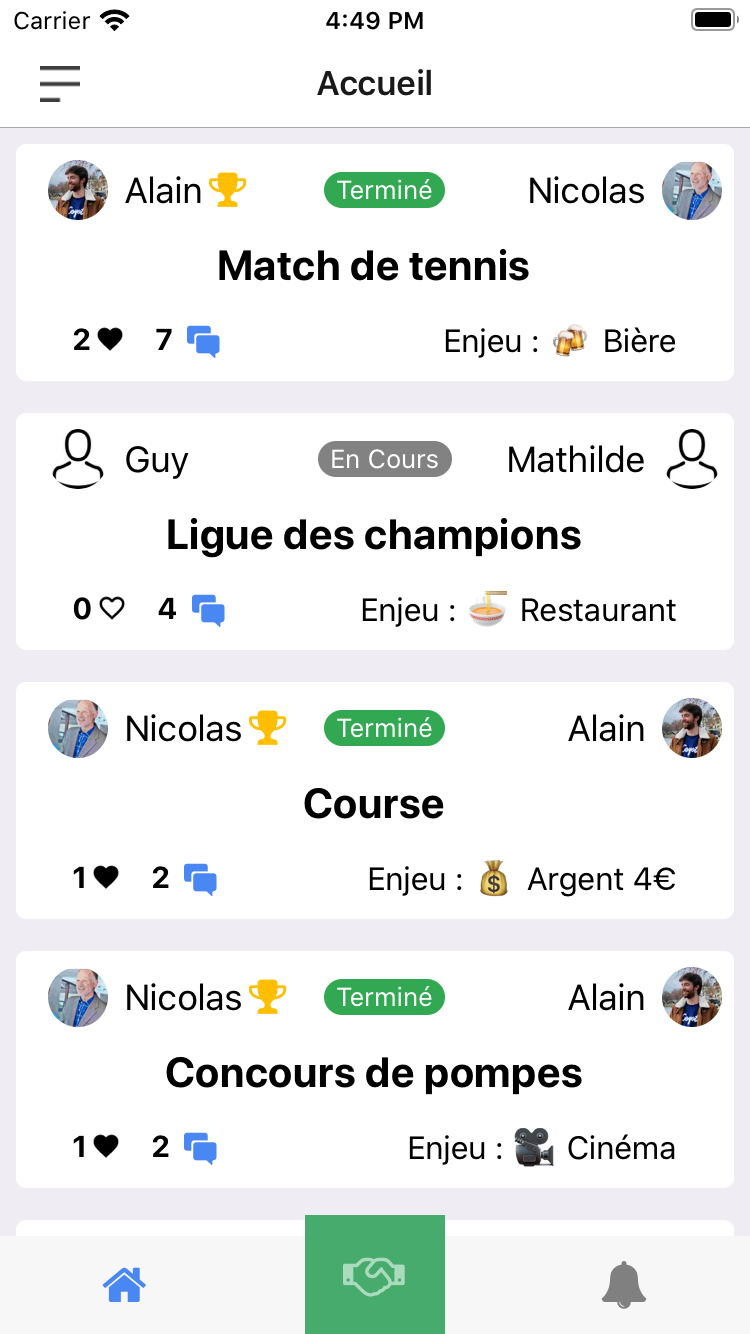 Carrier 4:49 PM
Accueil
Alain Terminé Nicolas
Match de tennis
2 7 Enjeu : 🍻 Bière
Guy En Cours Mathilde
Ligue des champions
0 4 Enjeu : 🍜 Restaurant
Nicolas Terminé Alain
Course
1 2 Enjeu : 💰 Argent 4€
Nicolas Terminé Alain
Concours de pompes
1 2 Enjeu : 🎥 Cinéma